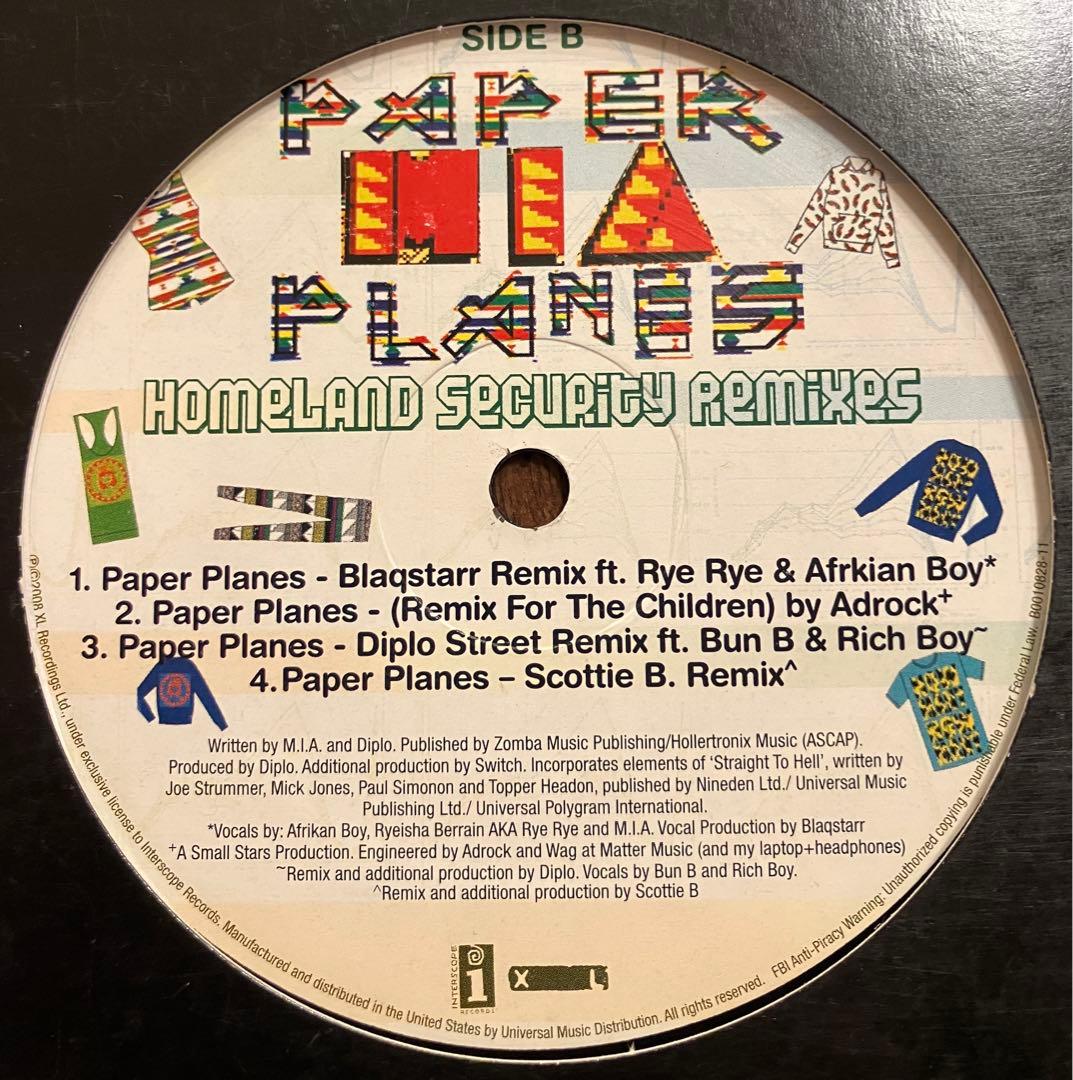 SIDE B
PAPER
MIA
PLANES
HOMELAND SECURITY REMIXES
1. Paper Planes - Blaqstarr Remix ft. Rye Rye & Afrkian Boy*
2. Paper Planes - (Remix For The Children) by Adrock+
3. Paper Planes - Diplo Street Remix ft. Bun B & Rich Boy~
4. Paper Planes – Scottie B. Remix^
Written by M.I.A. and Diplo. Published by Zomba Music Publishing/Hollertronix Music (ASCAP).
Produced by Diplo. Additional production by Switch. Incorporates elements of ‘Straight To Hell’, written by
Joe Strummer, Mick Jones, Paul Simonon and Topper Headon, published by Nineden Ltd./ Universal Music
Publishing Ltd./ Universal Polygram International.
*Vocals by: Afrikan Boy, Ryeisha Berrain AKA Rye Rye and M.I.A. Vocal Production by Blaqstarr
+A Small Stars Production. Engineered by Adrock and Wag at Matter Music (and my laptop+headphones)
~Remix and additional production by Diplo. Vocals by Bun B and Rich Boy.
^Remix and additional production by Scottie B
INTERSCOPE
i
RECORDS
XL
(P)(C)2008 XL Recordings Ltd., under exclusive license to Interscope Records. Manufactured and distributed in the United States by Universal Music Distribution. All rights reserved. FBI Anti-Piracy Warning: Unauthorized copying is punishable under Federal Law. B0010828-11